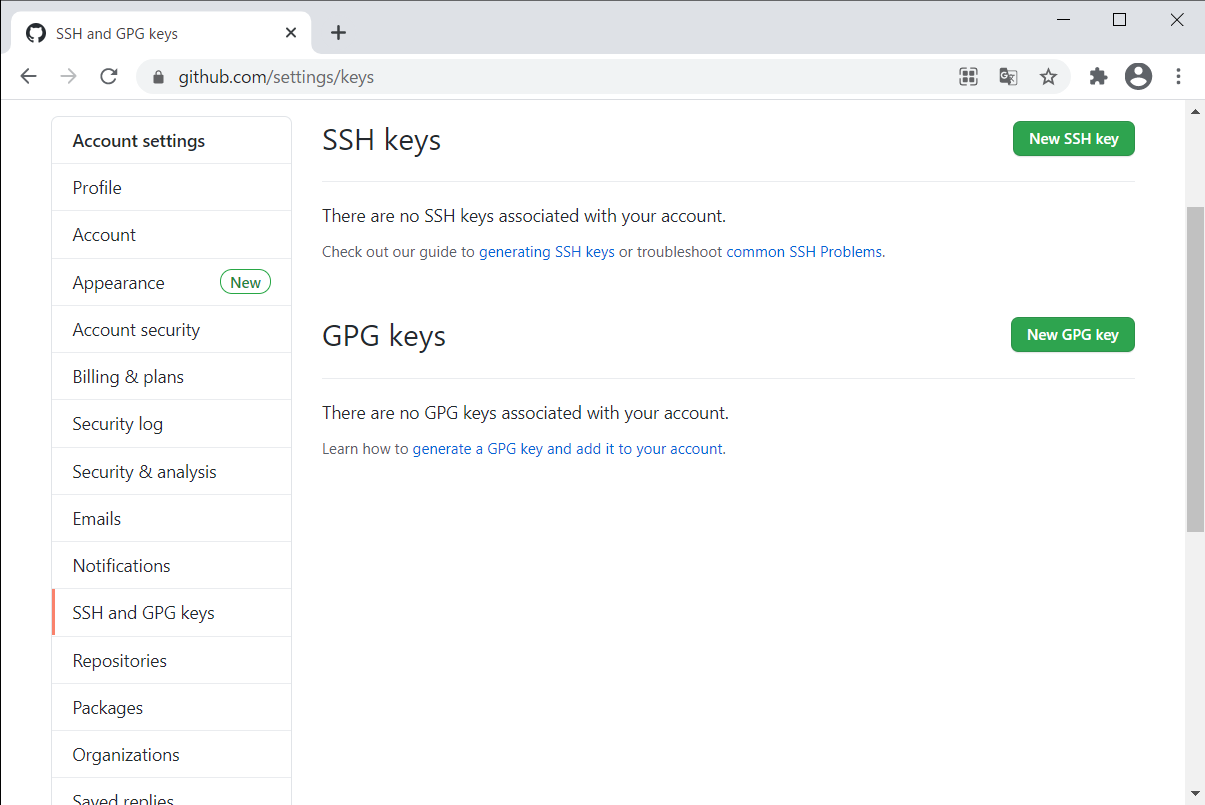 SSH and GPG keys
github.com/settings/keys
Account settings
Profile
Account
Appearance New
Account security
Billing & plans
Security log
Security & analysis
Emails
Notifications
SSH and GPG keys
Repositories
Packages
Organizations
Saved replies
SSH keys
New SSH key
There are no SSH keys associated with your account.
Check out our guide to generating SSH keys or troubleshoot common SSH Problems.
GPG keys
New GPG key
There are no GPG keys associated with your account.
Learn how to generate a GPG key and add it to your account.